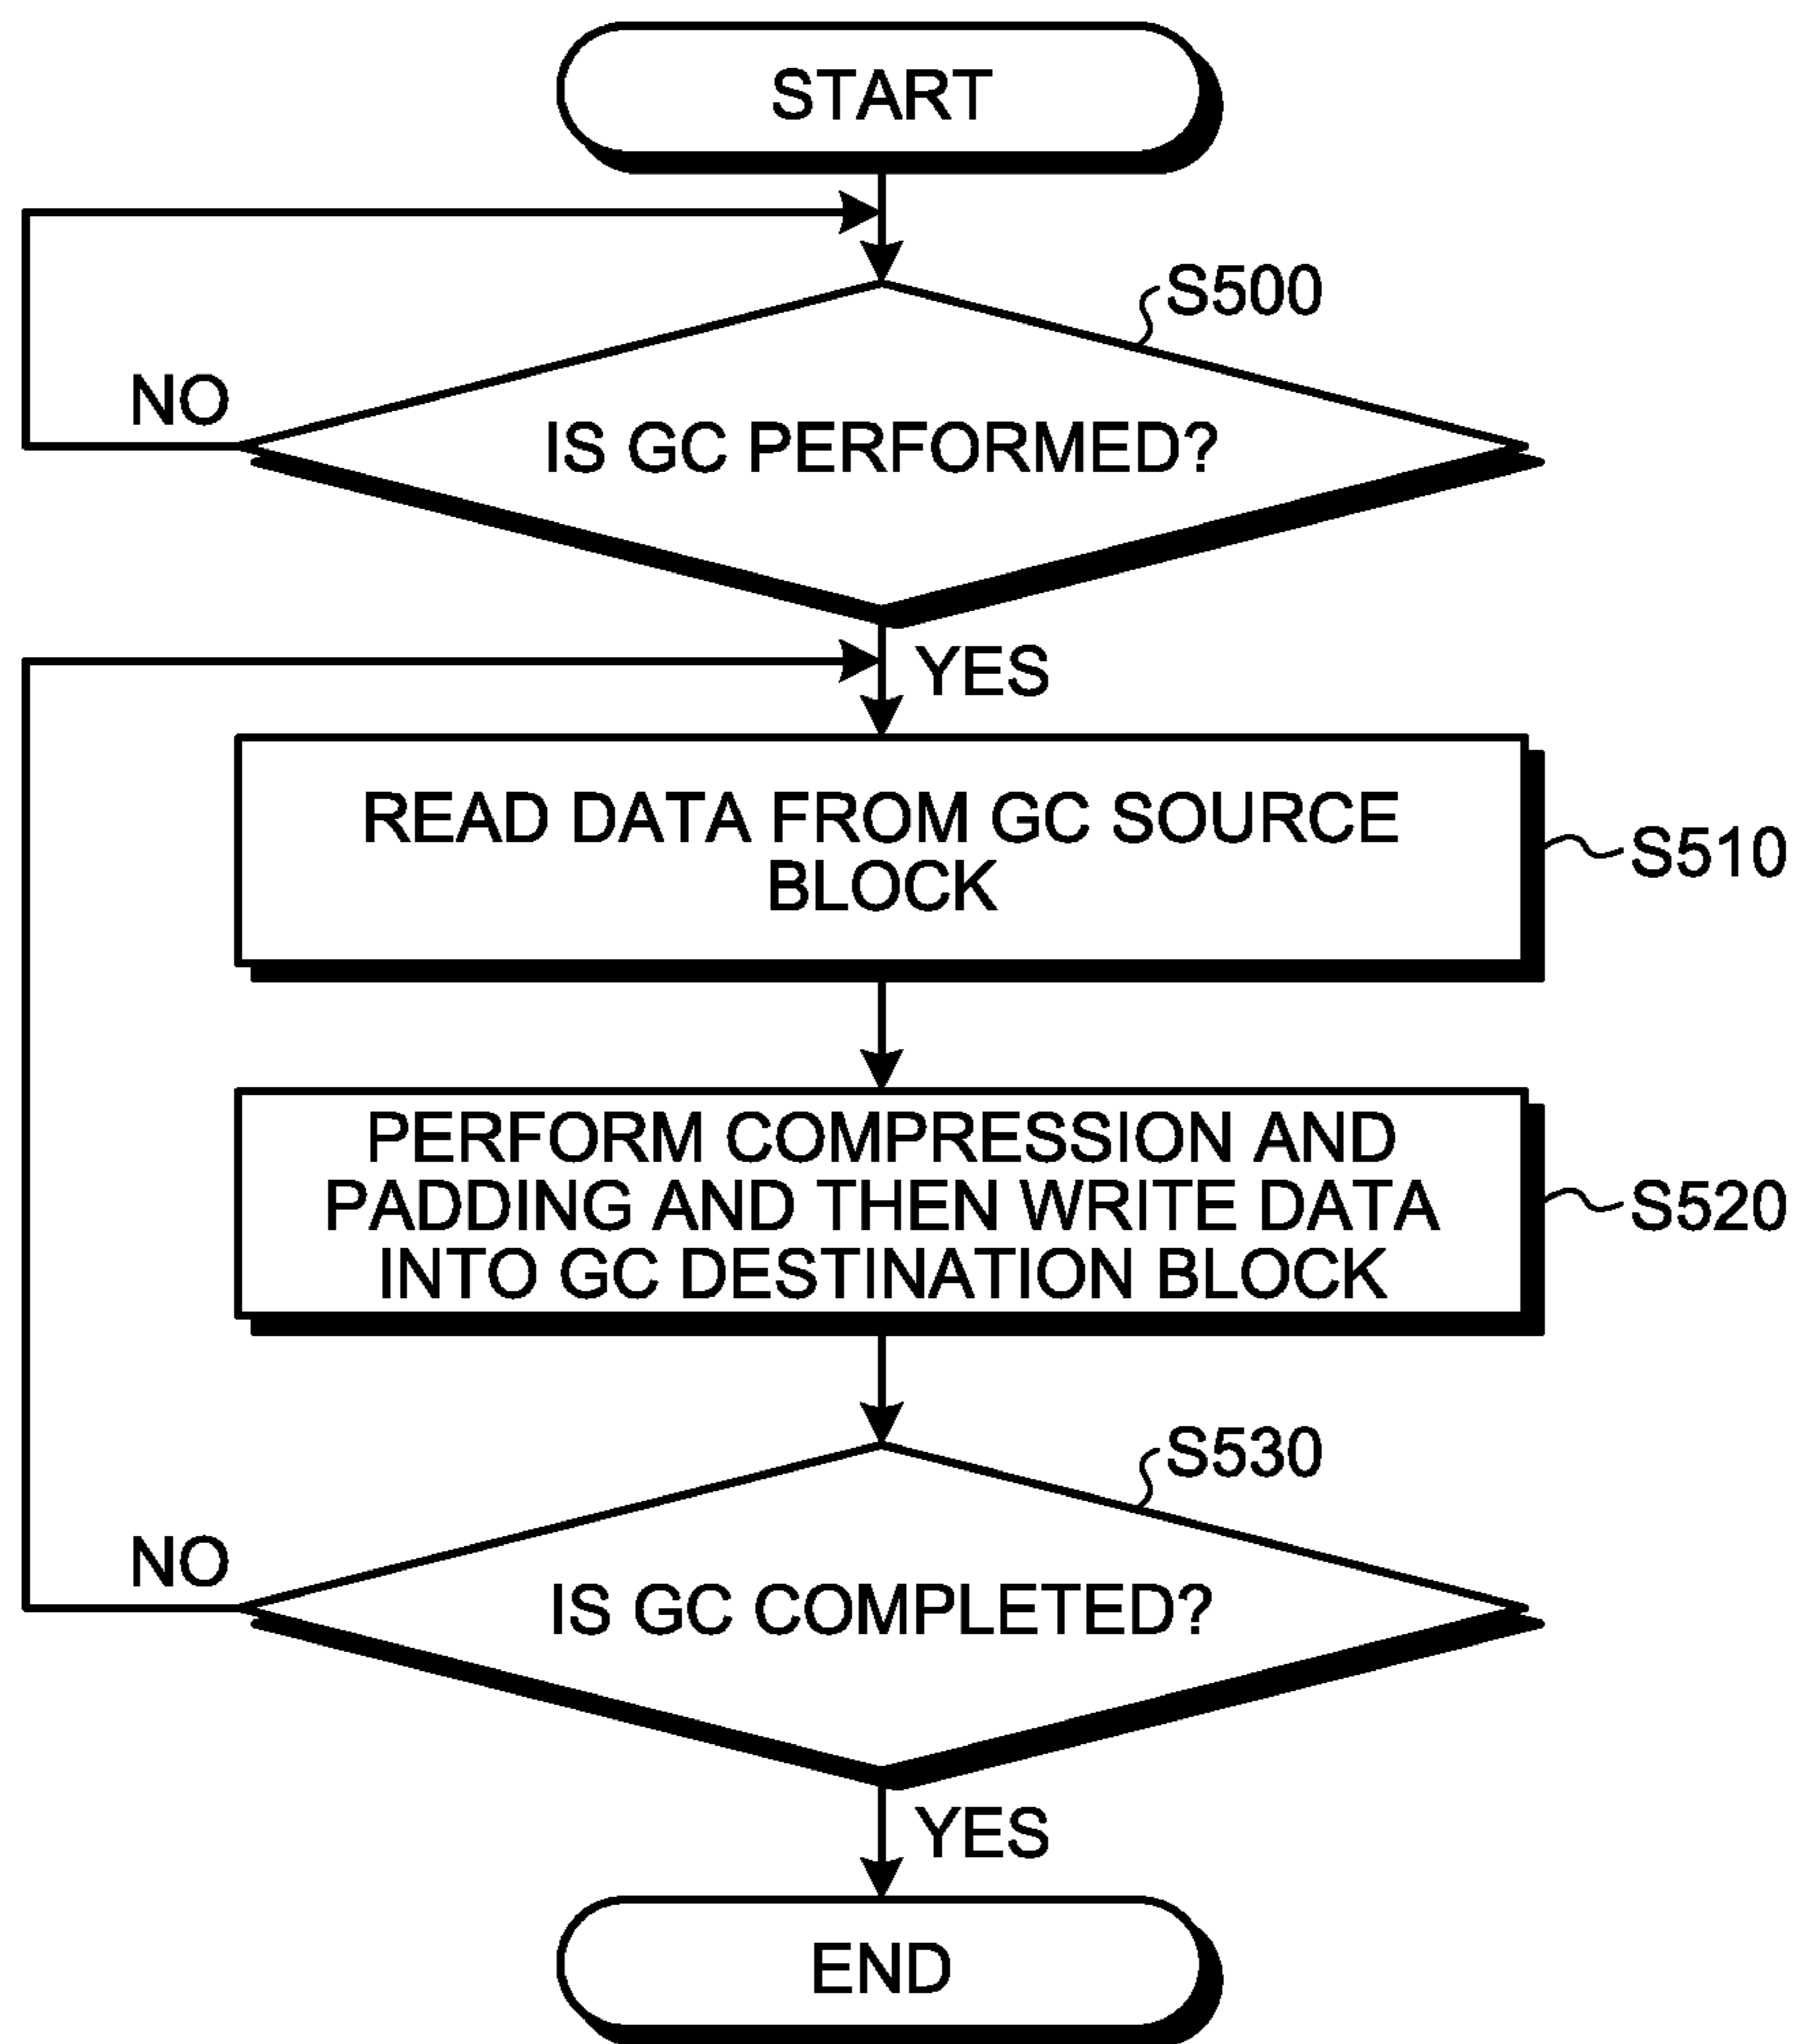 START
S500
NO
IS GC PERFORMED?
YES
READ DATA FROM GC SOURCE
BLOCK
S510
PERFORM COMPRESSION AND
PADDING AND THEN WRITE DATA
INTO GC DESTINATION BLOCK
S520
S530
NO
IS GC COMPLETED?
YES
END